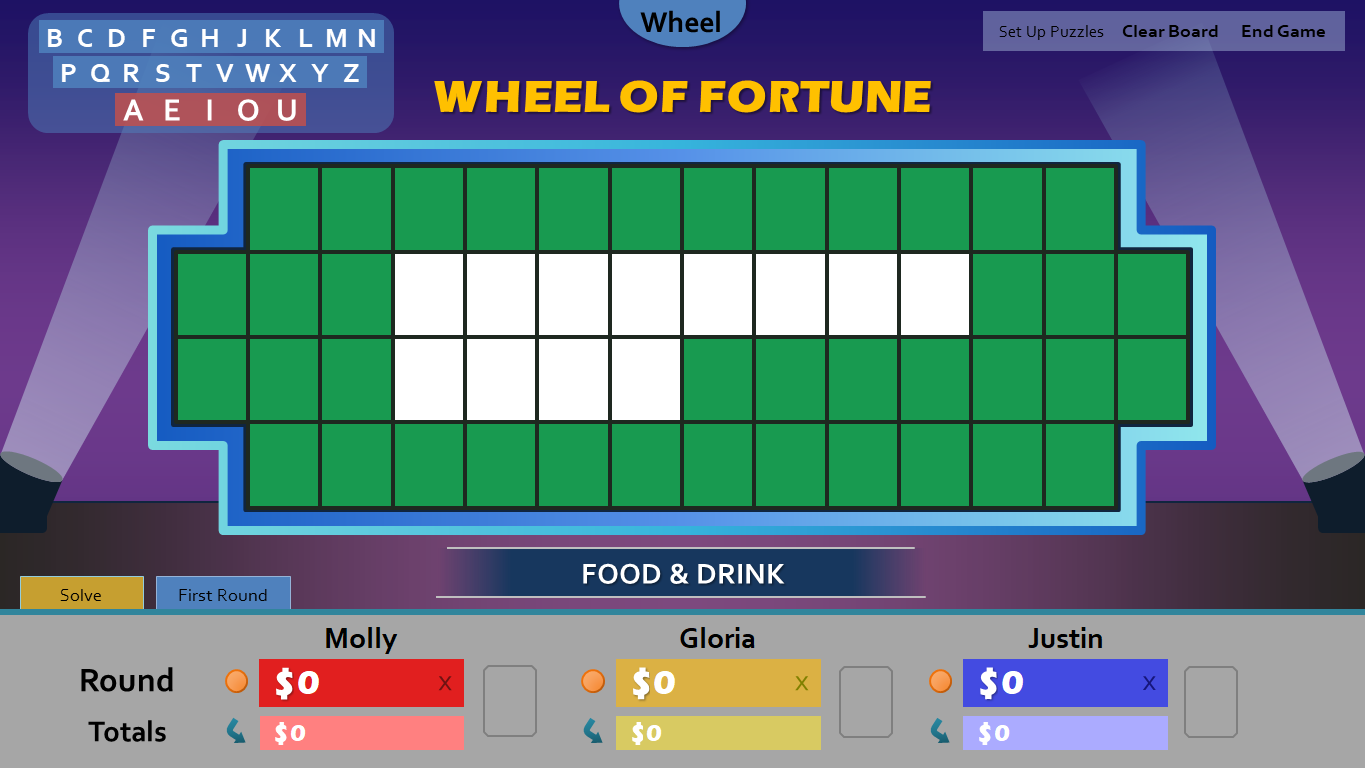 Wheel
B C D F G H J K L M N
P Q R S T V W X Y Z
A E I O U
Set Up Puzzles Clear Board End Game
WHEEL OF FORTUNE
FOOD & DRINK
Solve First Round
Molly Gloria Justin
Round $0 X $0 X $0 X
Totals $0 $0 $0